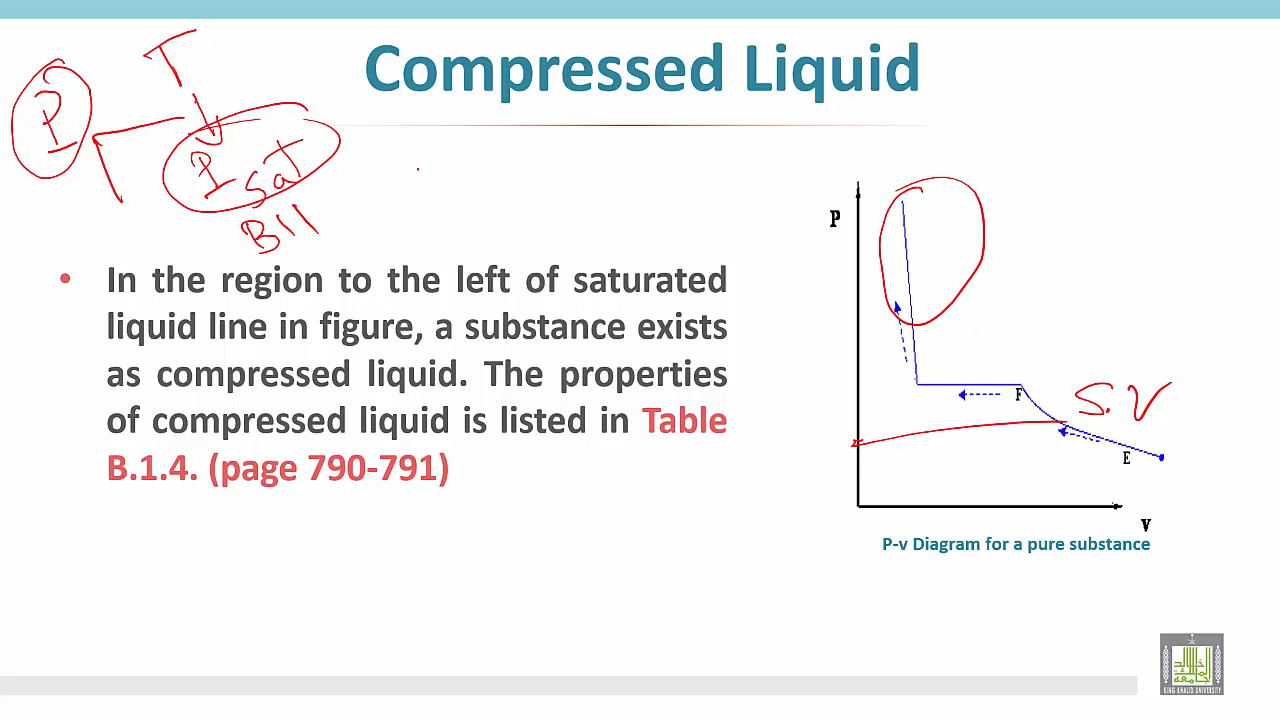 Compressed Liquid
T
P
P sat
B11
• In the region to the left of saturated
liquid line in figure, a substance exists
as compressed liquid. The properties
of compressed liquid is listed in Table
B.1.4. (page 790-791)
P
F
S.V
E
v
P-v Diagram for a pure substance
KING KHALID UNIVERSITY